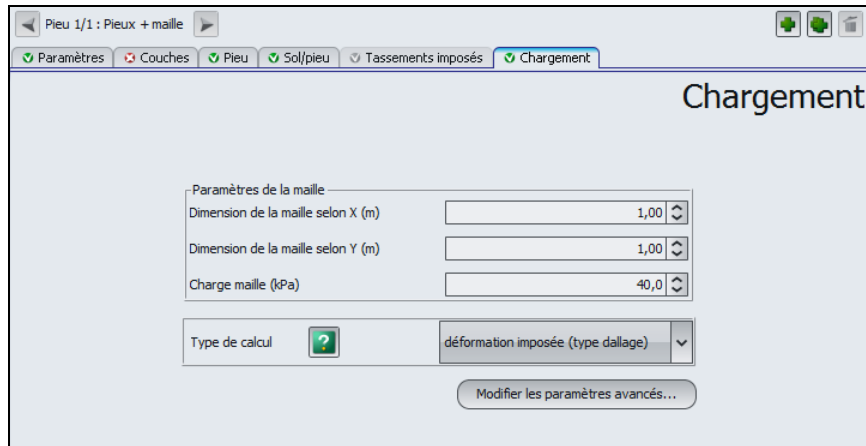 Pieu 1/1 : Pieux + maille
Paramètres Couches Pieu Sol/pieu Tassements imposés Chargement
Chargement
Paramètres de la maille
Dimension de la maille selon X (m) 1,00
Dimension de la maille selon Y (m) 1,00
Charge maille (kPa) 40,0
Type de calcul ? déformation imposée (type dallage)
Modifier les paramètres avancés...